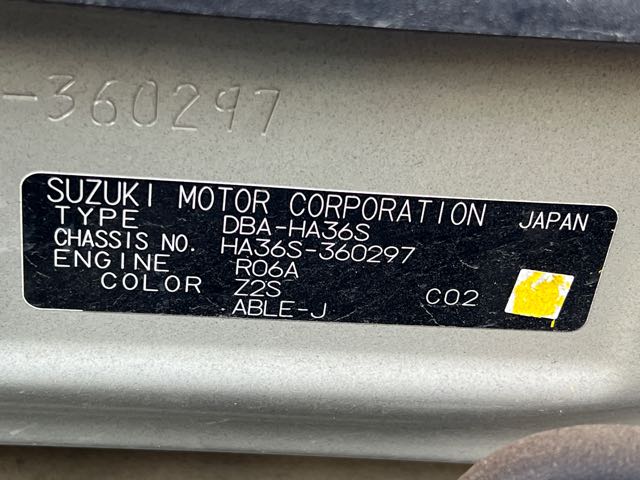 -360297
SUZUKI MOTOR CORPORATION JAPAN
TYPE DBA-HA36S
CHASSIS NO. HA36S-360297
ENGINE R06A
COLOR Z2S C02
ABLE-J